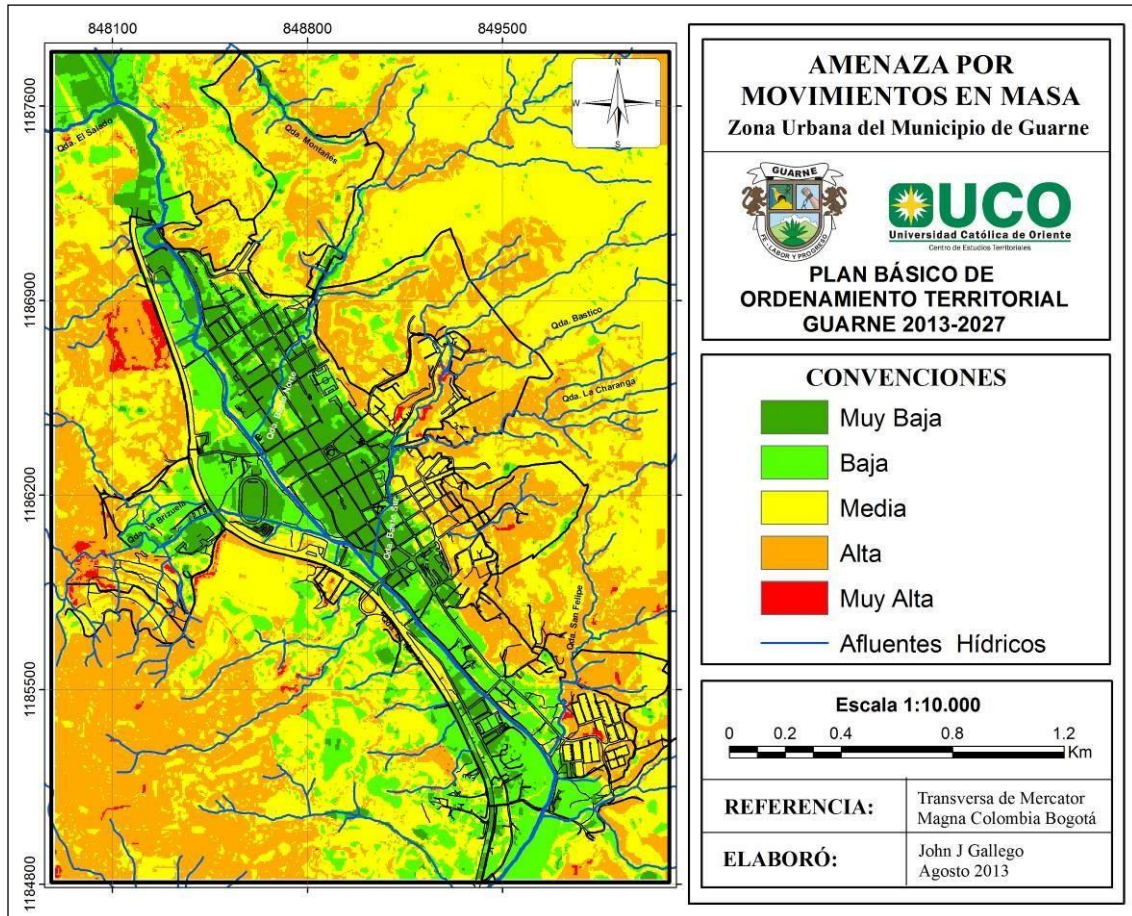 848100
848800
849500
1187600
1186900
1186200
1185500
1184800
N
W
E
S
Qda. El Salado
Qda. Montañés
Qda. Bastico
Qda. La Charanga
Qda. La Brizuela
Qda. San Felipe
AMENAZA POR
MOVIMIENTOS EN MASA
Zona Urbana del Municipio de Guarne
GUARNE
FE - LABOR Y PROGRESO
UCO
Universidad Católica de Oriente
Centro de Estudios Territoriales
PLAN BÁSICO DE
ORDENAMIENTO TERRITORIAL
GUARNE 2013-2027
CONVENCIONES
Muy Baja
Baja
Media
Alta
Muy Alta
Afluentes Hídricos
Escala 1:10.000
0 0.2 0.4 0.8 1.2
Km
REFERENCIA:
Transversa de Mercator
Magna Colombia Bogotá
ELABORÓ:
John J Gallego
Agosto 2013